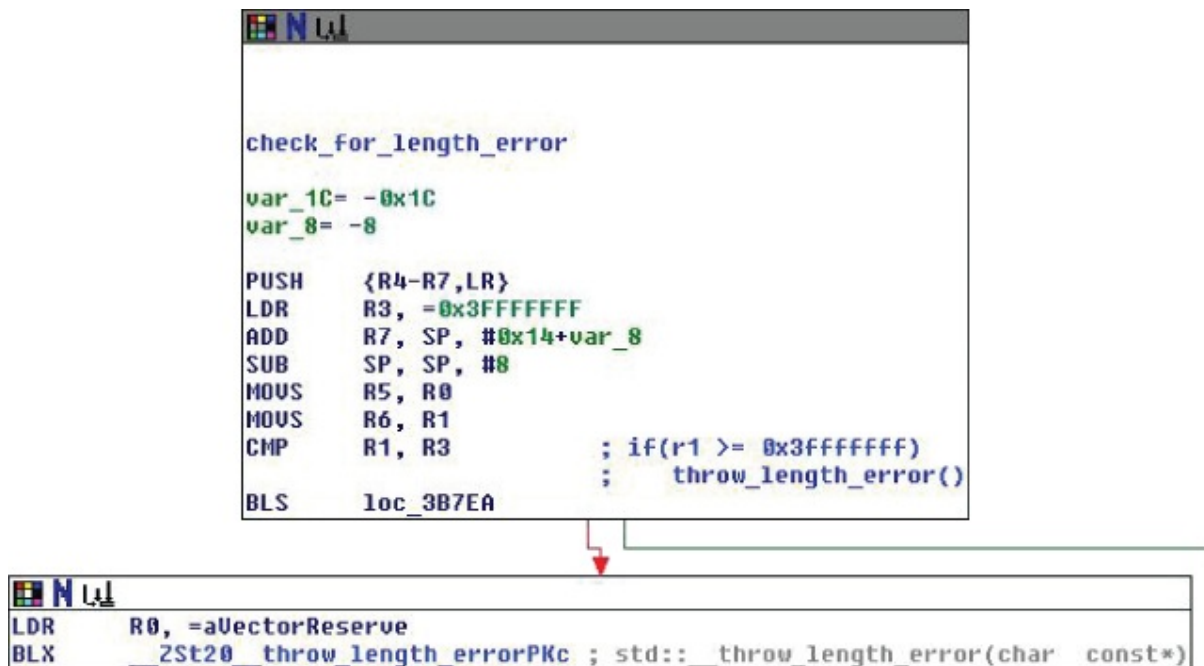 check_for_length_error
var_1C= -0x1C
var_8= -8
PUSH {R4-R7,LR}
LDR R3, =0x3FFFFFFF
ADD R7, SP, #0x14+var_8
SUB SP, SP, #8
MOVS R5, R0
MOVS R6, R1
CMP R1, R3 ; if(r1 >= 0x3fffffff)
; throw_length_error()
BLS loc_3B7EA
LDR R0, =aVectorReserve
BLX __ZSt20__throw_length_errorPKc ; std::__throw_length_error(char const*)